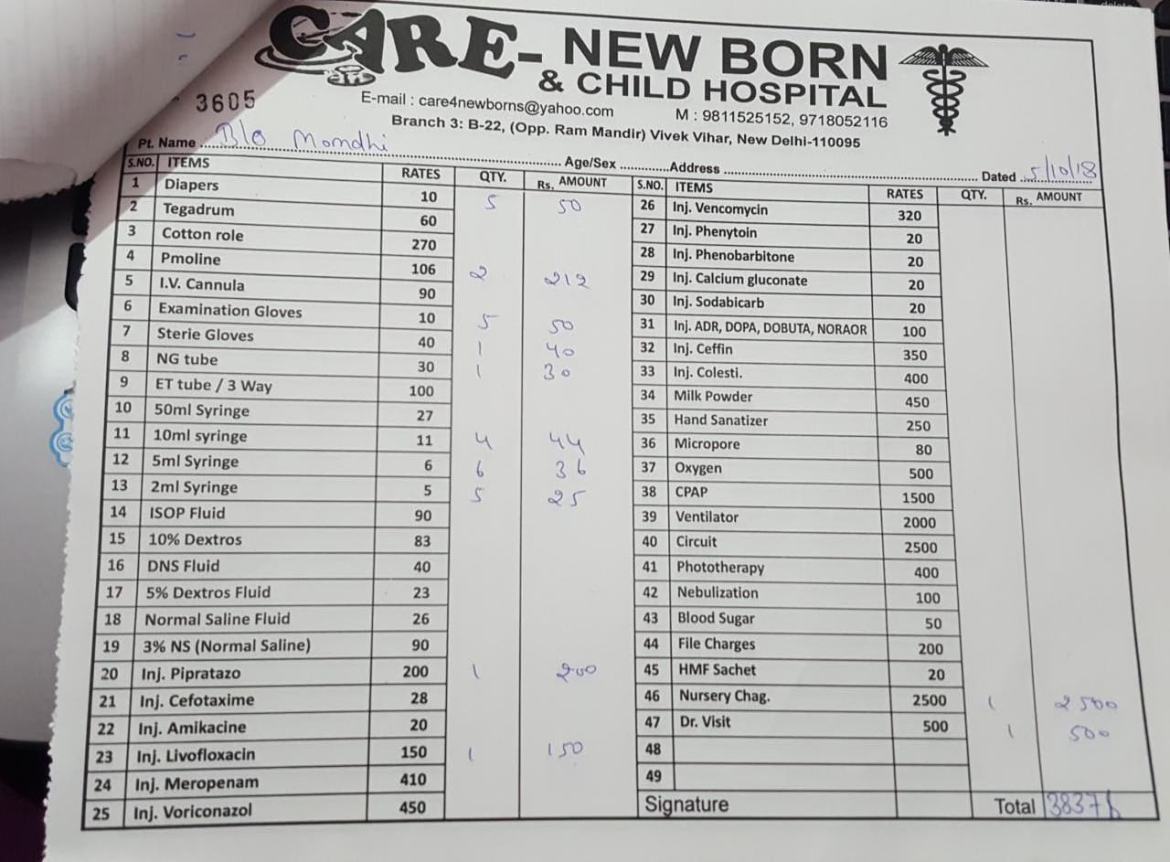 CARE- NEW BORN
& CHILD HOSPITAL
3605
E-mail : care4newborns@yahoo.com M : 9811525152, 9718052116
Branch 3: B-22, (Opp. Ram Mandir) Vivek Vihar, New Delhi-110095
Pt. Name B/o Momdhi Age/Sex Address Dated 5/10/18
S.NO. ITEMS RATES QTY. Rs. AMOUNT
1 Diapers 10 5 50
2 Tegadrum 60
3 Cotton role 270
4 Pmoline 106 2 212
5 I.V. Cannula 90
6 Examination Gloves 10 5 50
7 Sterie Gloves 40 1 40
8 NG tube 30 1 30
9 ET tube / 3 Way 100
10 50ml Syringe 27
11 10ml syringe 11 4 44
12 5ml Syringe 6 6 36
13 2ml Syringe 5 5 25
14 ISOP Fluid 90
15 10% Dextros 83
16 DNS Fluid 40
17 5% Dextros Fluid 23
18 Normal Saline Fluid 26
19 3% NS (Normal Saline) 90
20 Inj. Pipratazo 200 1 200
21 Inj. Cefotaxime 28
22 Inj. Amikacine 20
23 Inj. Livofloxacin 150 1 150
24 Inj. Meropenam 410
25 Inj. Voriconazol 450
S.NO. ITEMS RATES QTY. Rs. AMOUNT
26 Inj. Vencomycin 320
27 Inj. Phenytoin 20
28 Inj. Phenobarbitone 20
29 Inj. Calcium gluconate 20
30 Inj. Sodabicarb 20
31 Inj. ADR, DOPA, DOBUTA, NORAOR 100
32 Inj. Ceffin 350
33 Inj. Colesti. 400
34 Milk Powder 450
35 Hand Sanatizer 250
36 Micropore 80
37 Oxygen 500
38 CPAP 1500
39 Ventilator 2000
40 Circuit 2500
41 Phototherapy 400
42 Nebulization 100
43 Blood Sugar 50
44 File Charges 200
45 HMF Sachet 20
46 Nursery Chag. 2500 1 2500
47 Dr. Visit 500 1 500
48
49
Signature Total 3837